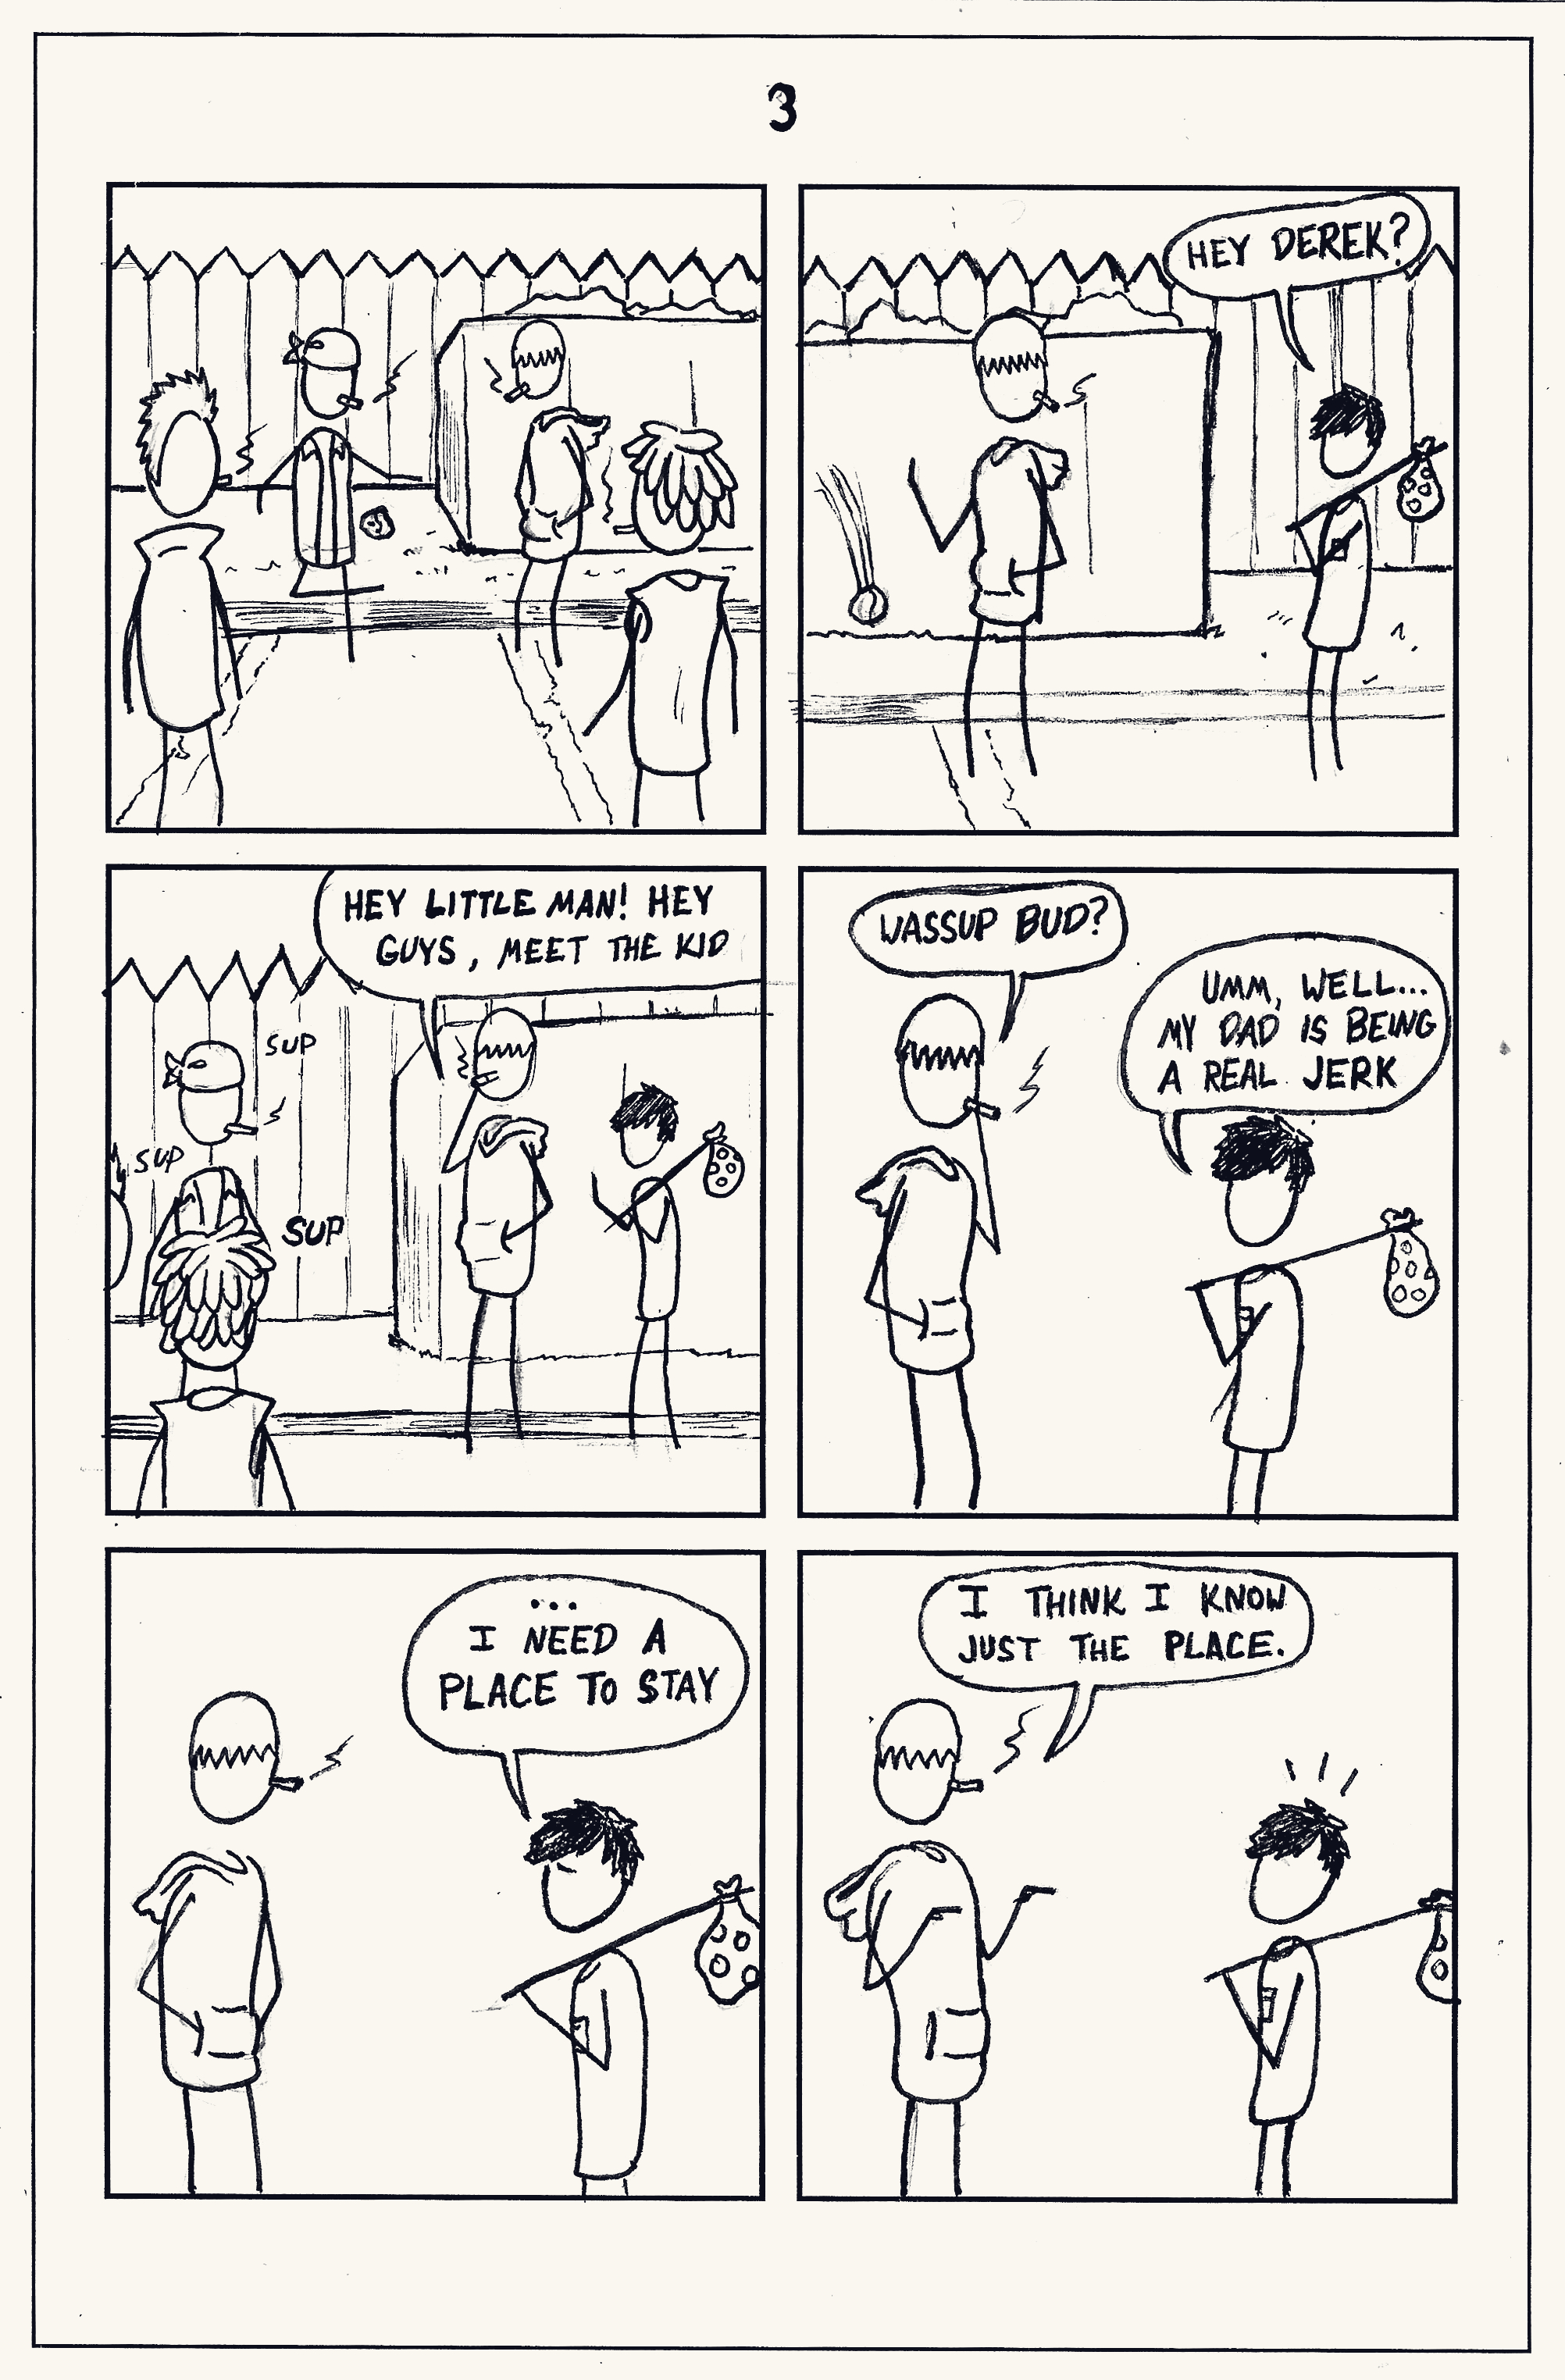 3
HEY DEREK?
HEY LITTLE MAN! HEY
GUYS, MEET THE KID
SUP
SUP
SUP
WASSUP BUD?
UMM, WELL...
MY DAD IS BEING
A REAL JERK
...
I NEED A
PLACE TO STAY
I THINK I KNOW
JUST THE PLACE.